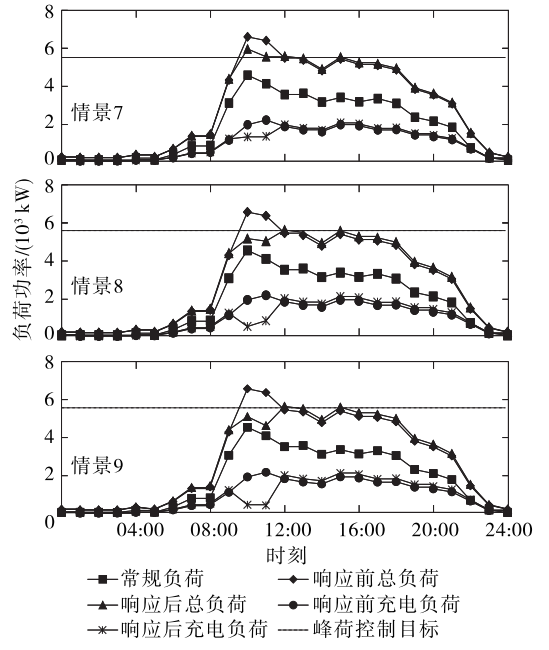 8
6
4
2
0
情景7
8
6
4
2
0
情景8
8
6
4
2
0
情景9
负荷功率/(10³ kW)
04:00 08:00 12:00 16:00 20:00 24:00
时刻
常规负荷 响应前总负荷
响应后总负荷 响应前充电负荷
响应后充电负荷 峰荷控制目标